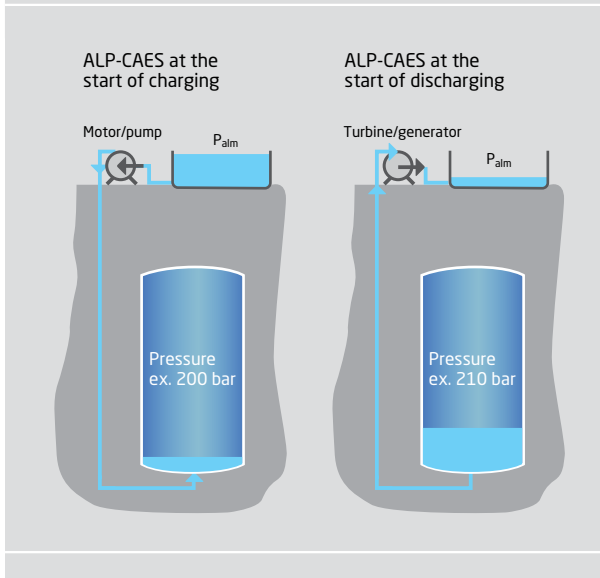 ALP-CAES at the
start of charging
Motor/pump
Palm
Pressure
ex. 200 bar
ALP-CAES at the
start of discharging
Turbine/generator
Palm
Pressure
ex. 210 bar